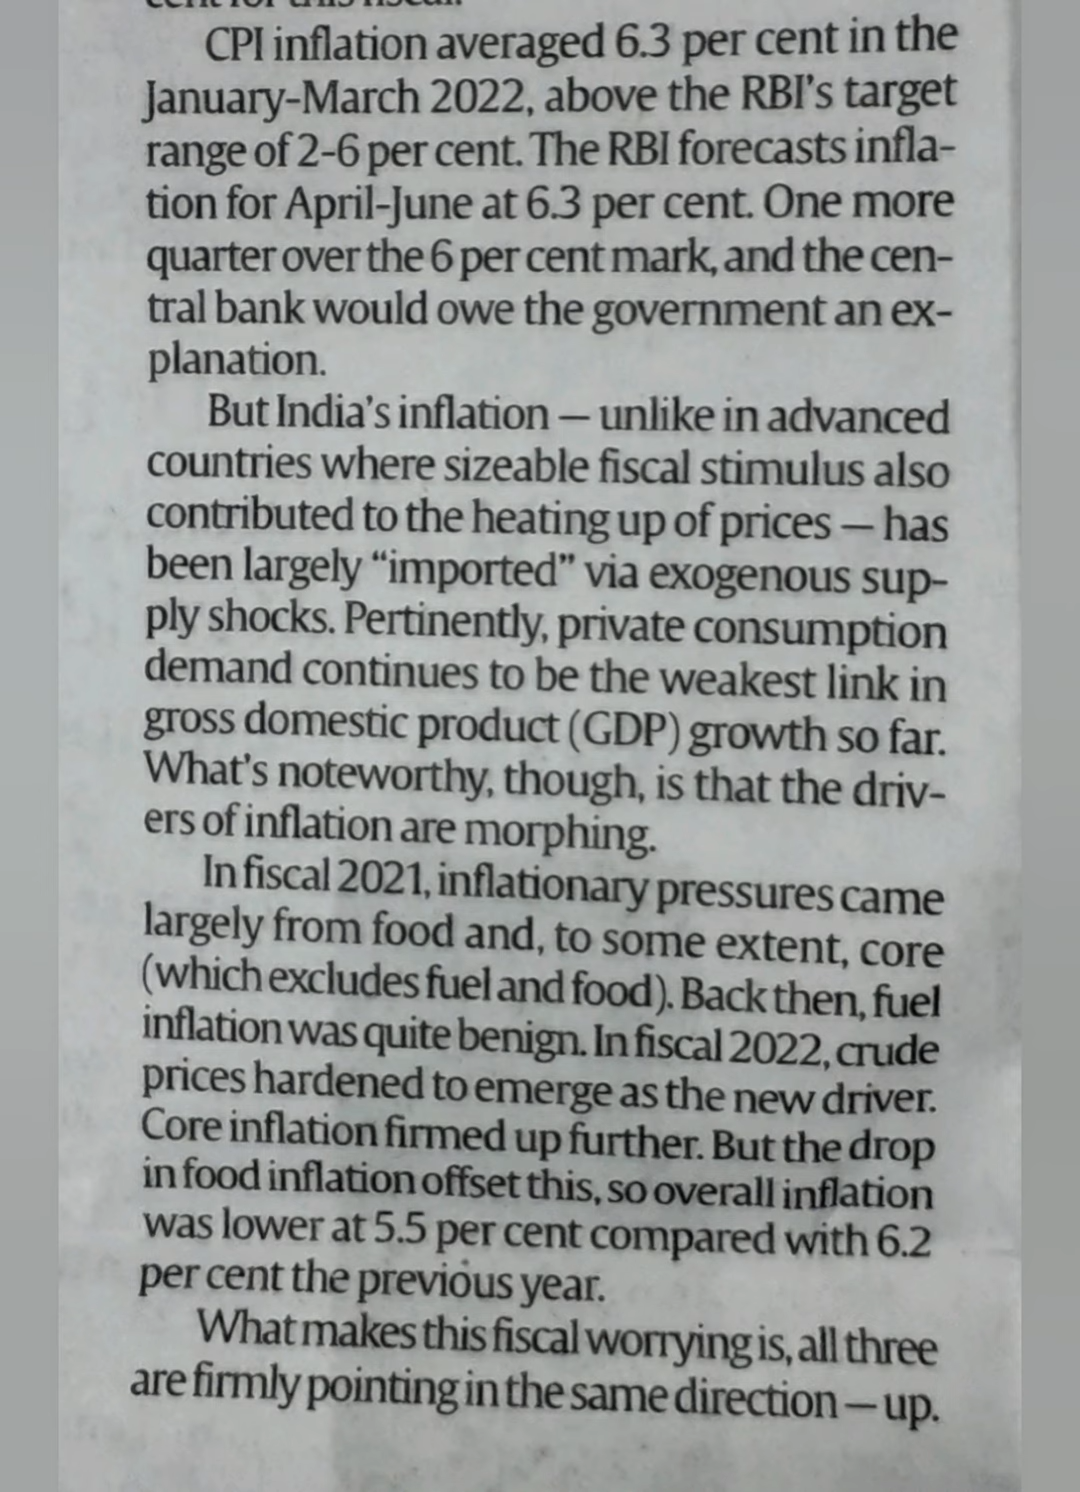 CPI inflation averaged 6.3 per cent in the
January-March 2022, above the RBI's target
range of 2-6 per cent. The RBI forecasts infla-
tion for April-June at 6.3 per cent. One more
quarter over the 6 per cent mark, and the cen-
tral bank would owe the government an ex-
planation.
But India's inflation — unlike in advanced
countries where sizeable fiscal stimulus also
contributed to the heating up of prices — has
been largely “imported” via exogenous sup-
ply shocks. Pertinently, private consumption
demand continues to be the weakest link in
gross domestic product (GDP) growth so far.
What's noteworthy, though, is that the driv-
ers of inflation are morphing.
In fiscal 2021, inflationary pressures came
largely from food and, to some extent, core
(which excludes fuel and food). Back then, fuel
inflation was quite benign. In fiscal 2022, crude
prices hardened to emerge as the new driver.
Core inflation firmed up further. But the drop
in food inflation offset this, so overall inflation
was lower at 5.5 per cent compared with 6.2
per cent the previous year.
What makes this fiscal worrying is, all three
are firmly pointing in the same direction — up.